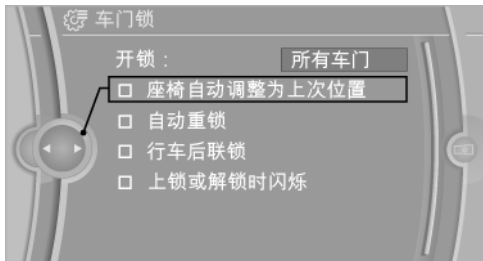 车门锁
开锁： 所有车门
座椅自动调整为上次位置
自动重锁
行车后联锁
上锁或解锁时闪烁